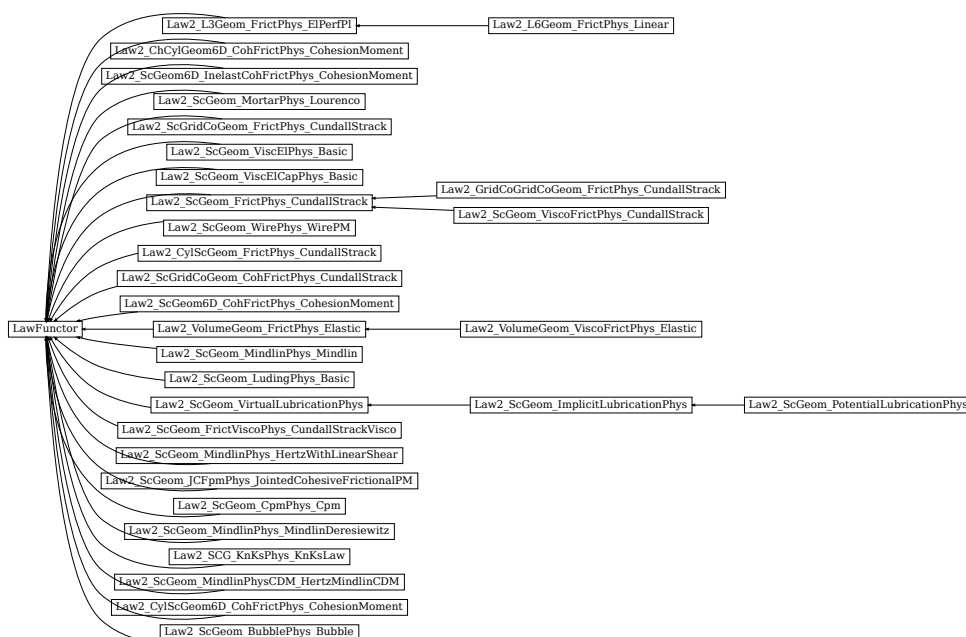 Law2_L3Geom_FrictPhys_ElPerfPl
Law2_L6Geom_FrictPhys_Linear
Law2_ChCylGeom6D_CohFrictPhys_CohesionMoment
Law2_ScGeom6D_InelastCohFrictPhys_CohesionMoment
Law2_ScGeom_MortarPhys_Lourenco
Law2_ScGridCoGeom_FrictPhys_CundallStrack
Law2_ScGeom_ViscElPhys_Basic
Law2_ScGeom_ViscElCapPhys_Basic
Law2_GridCoGridCoGeom_FrictPhys_CundallStrack
Law2_ScGeom_FrictPhys_CundallStrack
Law2_ScGeom_ViscoFrictPhys_CundallStrack
Law2_ScGeom_WirePhys_WirePM
Law2_CylScGeom_FrictPhys_CundallStrack
Law2_ScGridCoGeom_CohFrictPhys_CundallStrack
Law2_ScGeom6D_CohFrictPhys_CohesionMoment
LawFunctor
Law2_VolumeGeom_FrictPhys_Elastic
Law2_VolumeGeom_ViscoFrictPhys_Elastic
Law2_ScGeom_MindlinPhys_Mindlin
Law2_ScGeom_LudingPhys_Basic
Law2_ScGeom_VirtualLubricationPhys
Law2_ScGeom_ImplicitLubricationPhys
Law2_ScGeom_PotentialLubricationPhys
Law2_ScGeom_FrictViscoPhys_CundallStrackVisco
Law2_ScGeom_MindlinPhys_HertzWithLinearShear
Law2_ScGeom_JCFpmPhys_JointedCohesiveFrictionalPM
Law2_ScGeom_CpmPhys_Cpm
Law2_ScGeom_MindlinPhys_MindlinDeresiewitz
Law2_SCG_KnKsPhys_KnKsLaw
Law2_ScGeom_MindlinPhysCDM_HertzMindlinCDM
Law2_CylScGeom6D_CohFrictPhys_CohesionMoment
Law2_ScGeom_BubblePhys_Bubble